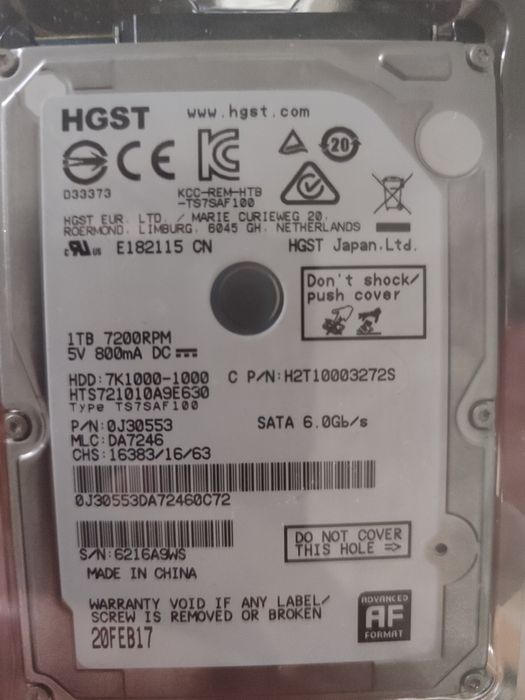 HGST
www.hgst.com
20
D33373
KCC-REM-HTB
-TS7SAF100
HGST EUR. LTD. / MARIE CURIEWEG 20,
ROERMOND, LIMBURG, 6045 GH, NETHERLANDS
E182115 CN
HGST Japan,Ltd.
Don't shock/
push cover
1TB 7200RPM
5V 800mA DC
HDD:7K1000-1000 C P/N:H2T10003272S
HTS721010A9E630
Type TS7SAF100
P/N:0J30553
SATA 6.0Gb/s
MLC:DA7246
CHS:16383/16/63
0J30553DA72460C72
DO NOT COVER
THIS HOLE =>
S/N:6216A9WS
MADE IN CHINA
WARRANTY VOID IF ANY LABEL/
SCREW IS REMOVED OR BROKEN
20FEB17
ADVANCED
AF
FORMAT